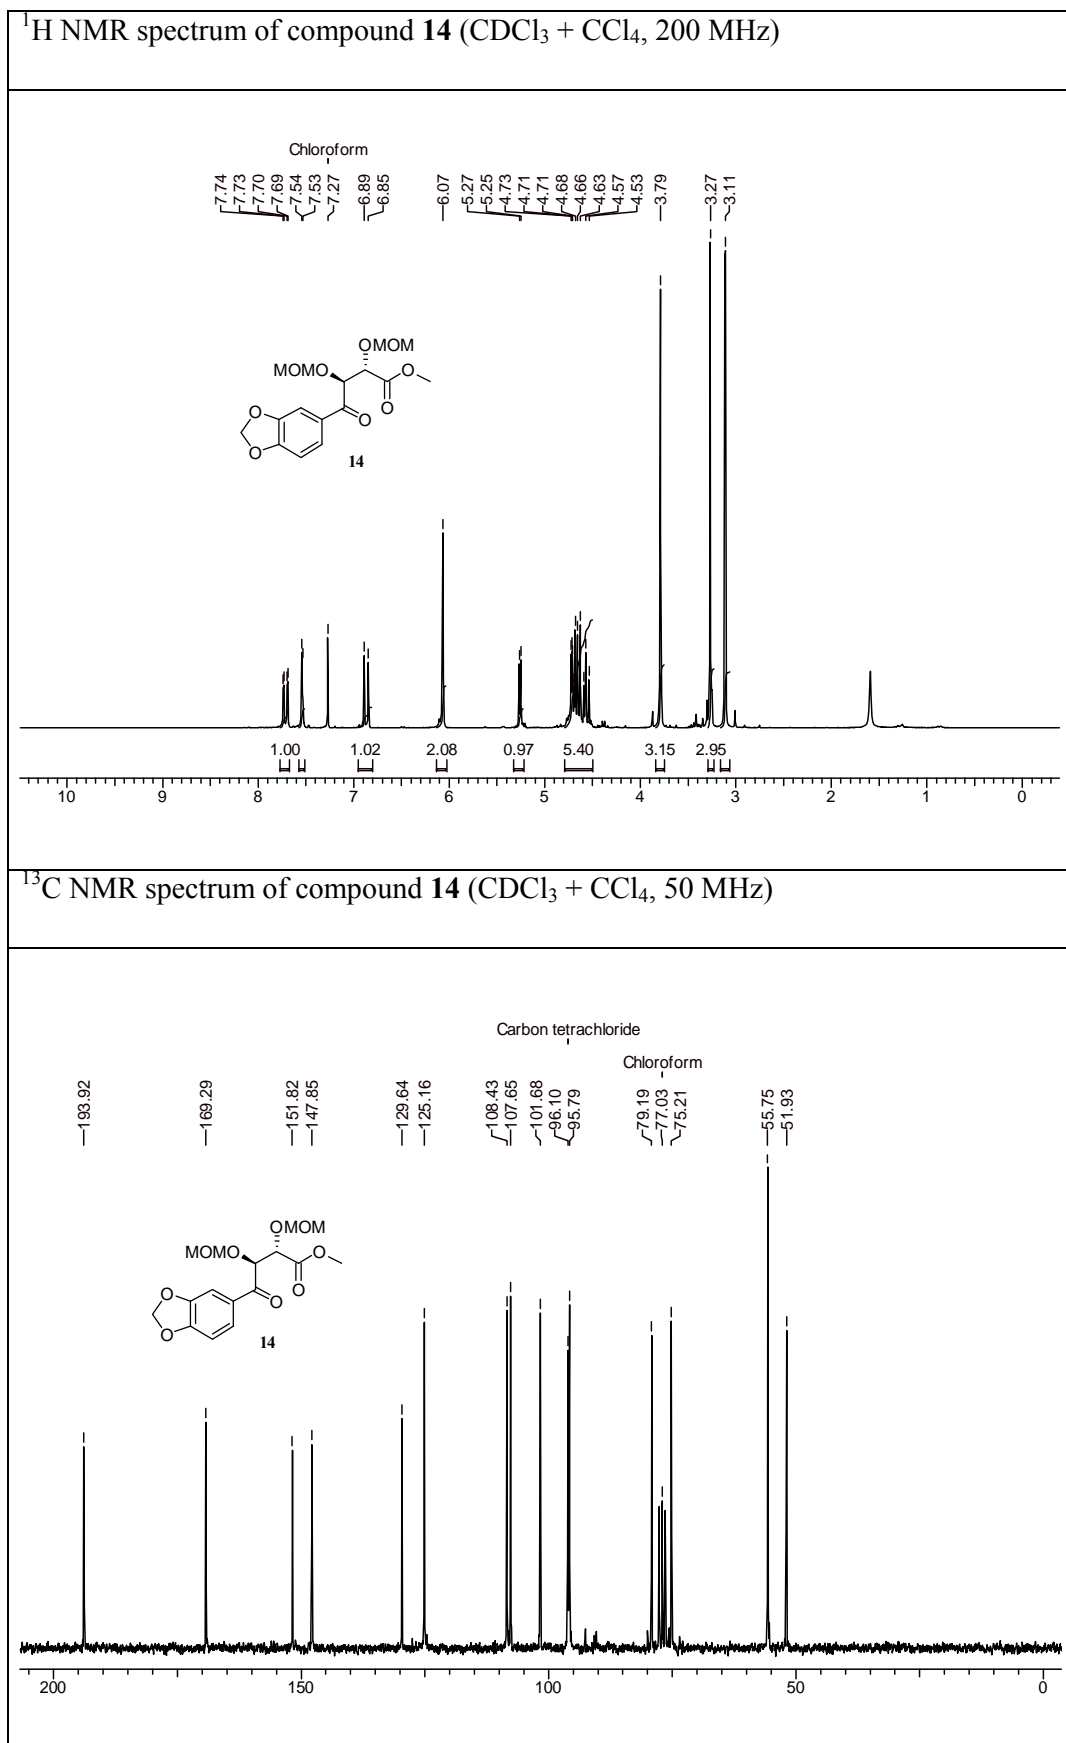 ¹H NMR spectrum of compound 14 (CDCl₃ + CCl₄, 200 MHz)
Chloroform
7.74
7.73
7.70
7.69
7.54
7.53
7.27
6.89
6.85
6.07
5.27
5.25
4.73
4.71
4.71
4.68
4.66
4.63
4.57
4.53
3.79
3.27
3.11
OMOM
MOMO
O
O
O
O
O
14
1.00 1.02 2.08 0.97 5.40 3.15 2.95
10 9 8 7 6 5 4 3 2 1 0
¹³C NMR spectrum of compound 14 (CDCl₃ + CCl₄, 50 MHz)
Carbon tetrachloride
Chloroform
193.92
169.29
151.82
147.85
129.64
125.16
108.43
107.65
101.68
96.10
95.79
79.19
77.03
75.21
55.75
51.93
OMOM
MOMO
O
O
O
O
O
14
200 150 100 50 0